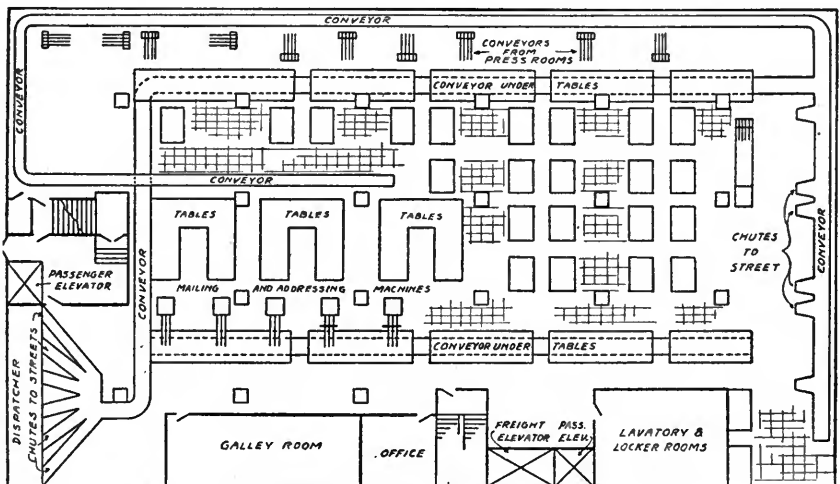 CONVEYOR
CONVEYORS
FROM
PRESS ROOMS
CONVEYOR
CONVEYOR UNDER TABLES
CONVEYOR
TABLES
TABLES
TABLES
CHUTES
TO
STREET
CONVEYOR
PASSENGER
ELEVATOR
CONVEYOR
MAILING AND ADDRESSING MACHINES
CONVEYOR UNDER TABLES
DISPATCHER
CHUTES TO STREETS
GALLEY ROOM
OFFICE
FREIGHT
ELEVATOR
PASS.
ELEV.
LAVATORY &
LOCKER ROOMS